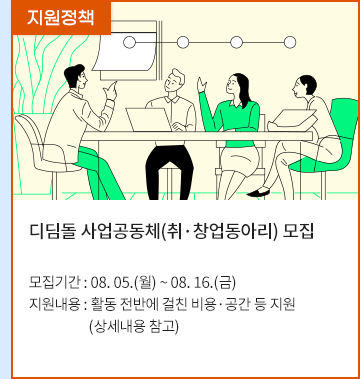 지원정책
디딤돌 사업공동체(취·창업동아리) 모집
모집기간 : 08. 05.(월) ~ 08. 16.(금)
지원내용 : 활동 전반에 걸친 비용·공간 등 지원
(상세내용 참고)